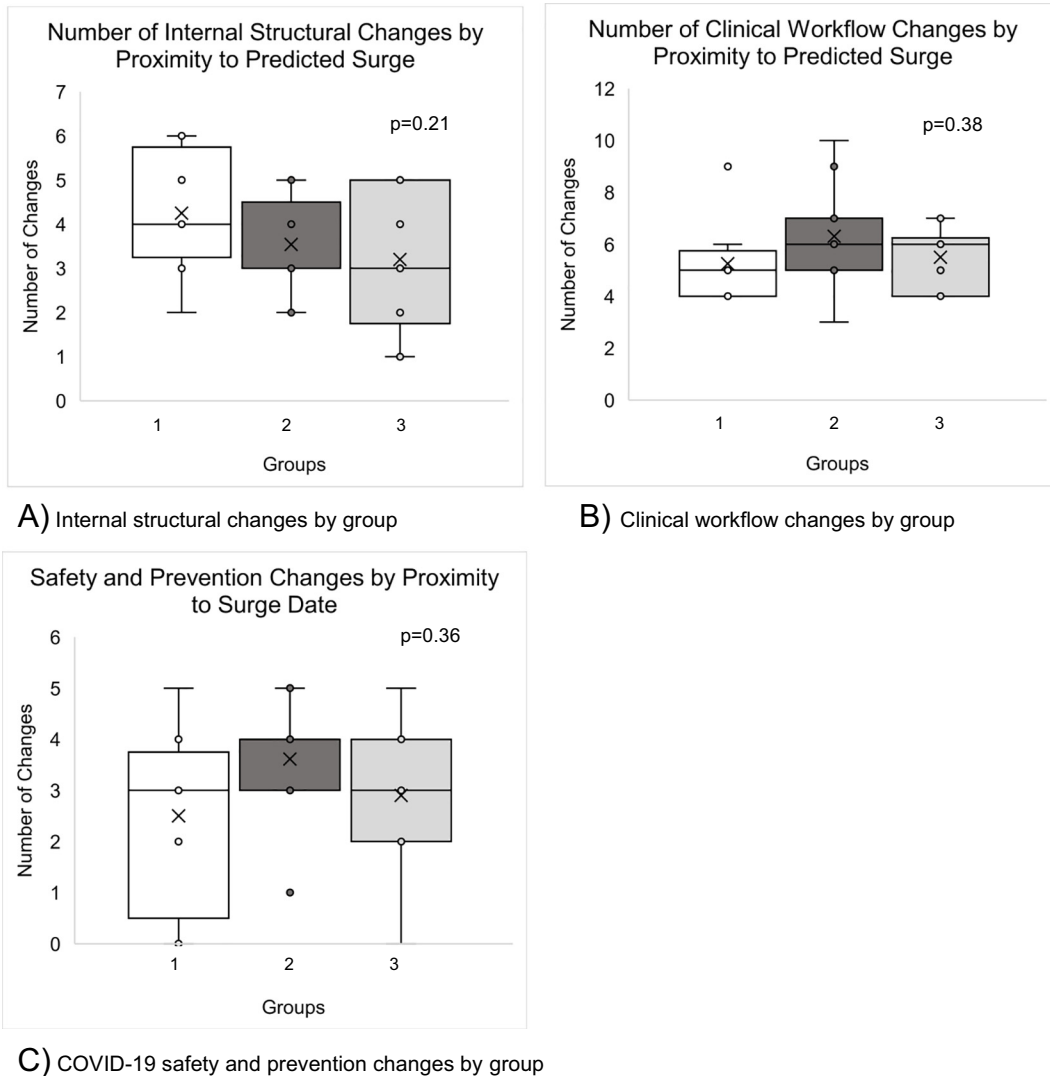 Number of Internal Structural Changes by
Proximity to Predicted Surge
p=0.21
Number of Changes
7
6
5
4
3
2
1
0
1 2 3
Groups
A) Internal structural changes by group
Number of Clinical Workflow Changes by
Proximity to Predicted Surge
p=0.38
Number of Changes
12
10
8
6
4
2
0
1 2 3
Groups
B) Clinical workflow changes by group
Safety and Prevention Changes by Proximity
to Surge Date
p=0.36
Number of Changes
6
5
4
3
2
1
0
1 2 3
Groups
C) COVID-19 safety and prevention changes by group